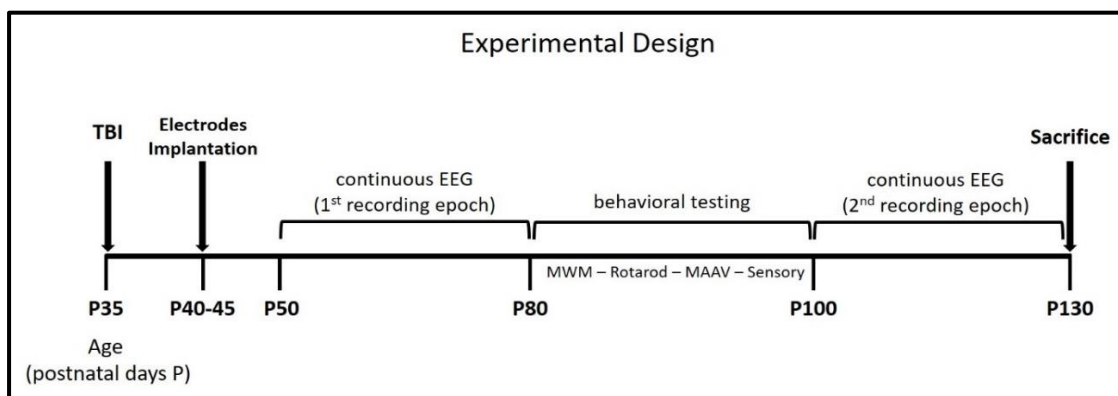 Experimental Design
TBI
Electrodes
Implantation
Sacrifice
continuous EEG
(1st recording epoch)
behavioral testing
continuous EEG
(2nd recording epoch)
MWM – Rotarod – MAAV – Sensory
P35
P40-45
P50
P80
P100
P130
Age
(postnatal days P)